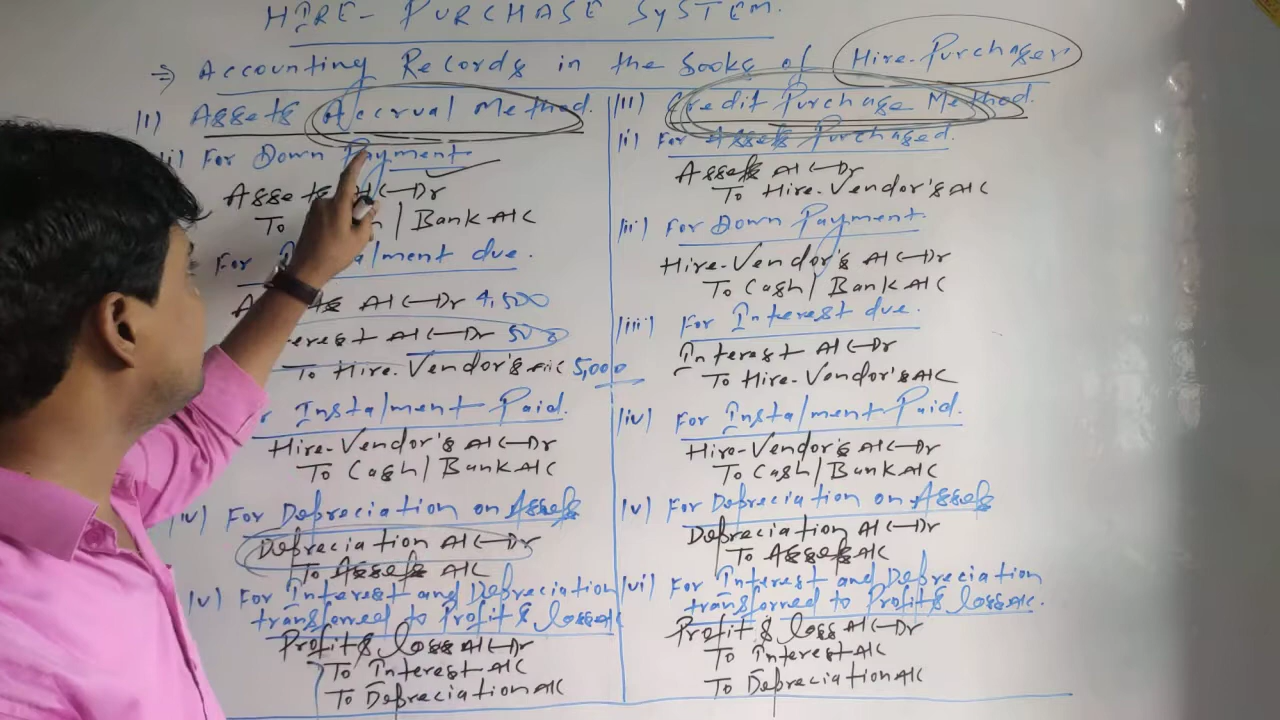 HIRE-PURCHASE SYSTEM.
⇒ Accounting Records in the books of Hire-Purchaser
(i) Assets Accrual Method.
(i) For Down Payment
Assets A/C—Dr
To | Bank A/C
For Instalment due.
A/C—Dr 4,500
erest A/C—Dr 500
To Hire-Vendor's A/C 5,000
Instalment Paid.
Hire-Vendor's A/C—Dr
To Cash | Bank A/C
(iv) For Depreciation on Assets
Depreciation A/C—Dr
To Assets A/C
(v) For Interest and Depreciation
transferred to Profit & loss A/C
Profit & loss A/C—Dr
To Interest A/C
To Depreciation A/C
(ii) Credit Purchase Method.
(i) For Assets Purchased.
Assets A/C—Dr
To Hire-Vendor's A/C
(ii) For Down Payment.
Hire-Vendor's A/C—Dr
To Cash | Bank A/C
(iii) For Interest due.
Interest A/C—Dr
To Hire-Vendor's A/C
(iv) For Instalment Paid.
Hire-Vendor's A/C—Dr
To Cash | Bank A/C
(v) For Depreciation on Assets
Depreciation A/C—Dr
To Assets A/C
(vi) For Interest and Depreciation
transferred to Profit & loss A/C.
Profit & loss A/C—Dr
To Interest A/C
To Depreciation A/C